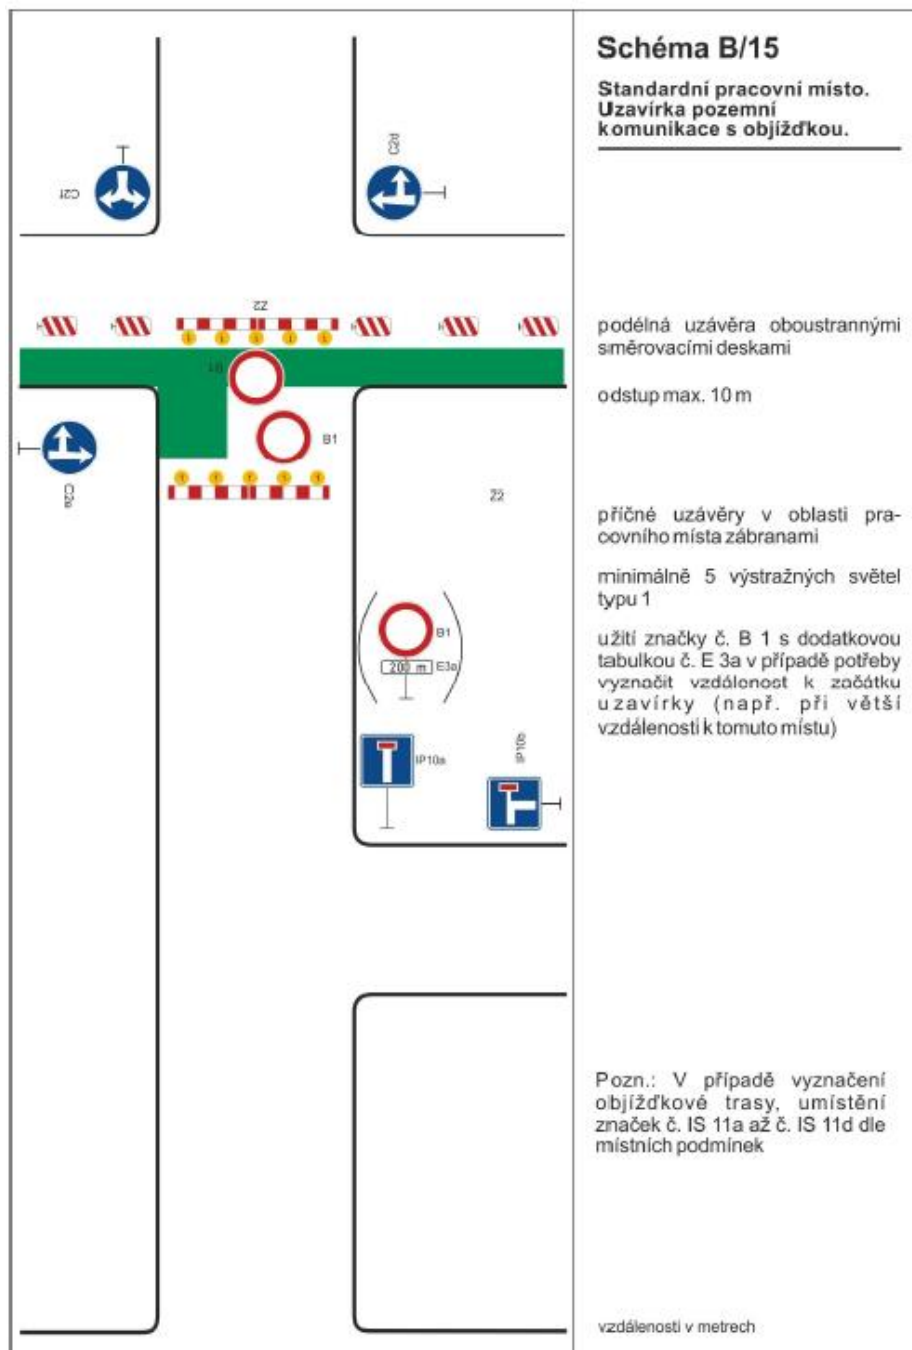 Schéma B/15
Standardní pracovní místo.
Uzavírka pozemní
komunikace s objížďkou.
C2f
C2d
Z2
podélná uzávěra oboustrannými
směrovacími deskami
B1
odstup max. 10 m
B1
C2e
Z2
příčné uzávěry v oblasti pra-
covního místa zábranami
minimálně 5 výstražných světel
typu 1
B1
200 m
E3a
užití značky č. B 1 s dodatkovou
tabulkou č. E 3a v případě potřeby
vyznačit vzdálenost k začátku
uzavírky (např. při větší
vzdálenosti k tomuto místu)
IP10a
IP10b
Pozn.: V případě vyznačení
objížďkové trasy, umístění
značek č. IS 11a až č. IS 11d dle
místních podmínek
vzdálenosti v metrech